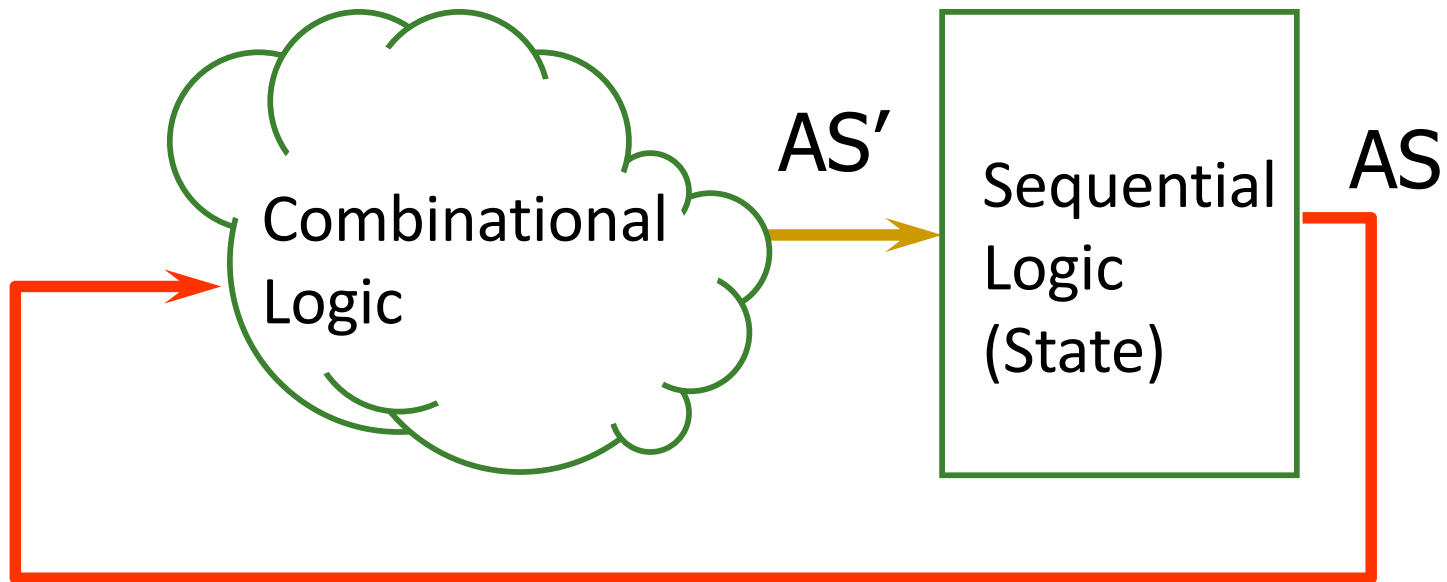 Combinational
Logic
AS′
Sequential
Logic
(State)
AS